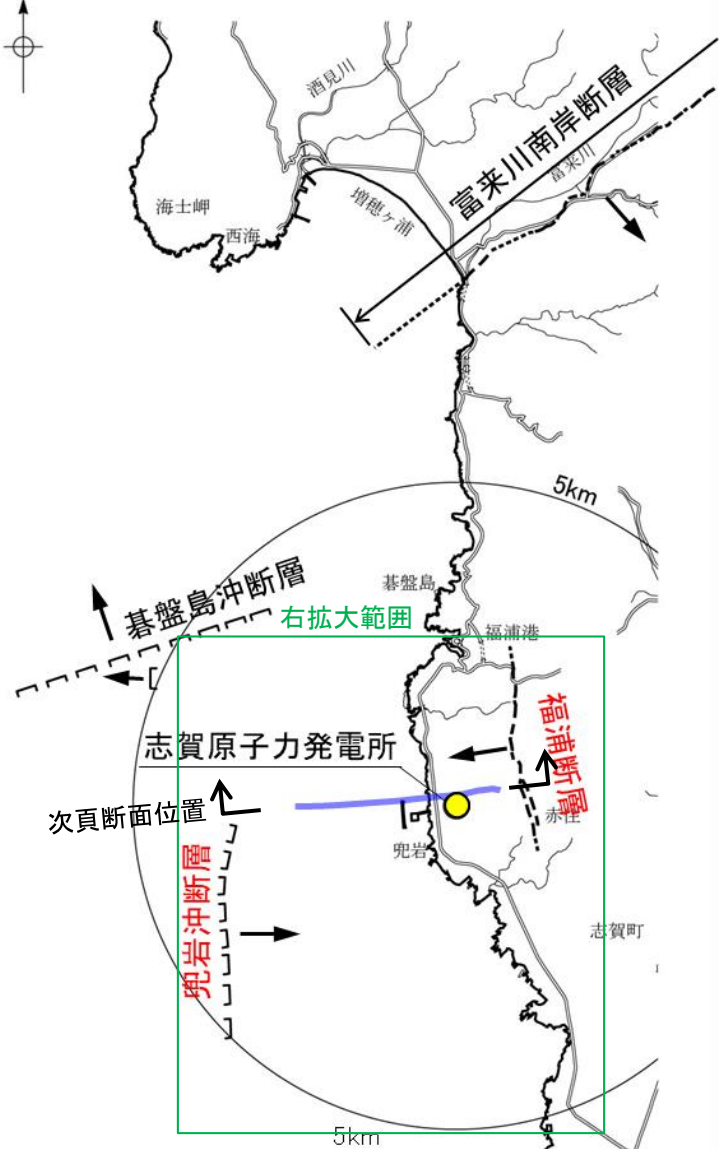 酒見川
富来川南岸断層
富来川
海士岬
増穂ヶ浦
西海
5km
碁盤島
碁盤島沖断層
右拡大範囲
福浦港
福浦断層
志賀原子力発電所
次頁断面位置
赤住
兜岩
兜岩沖断層
志賀町
5km